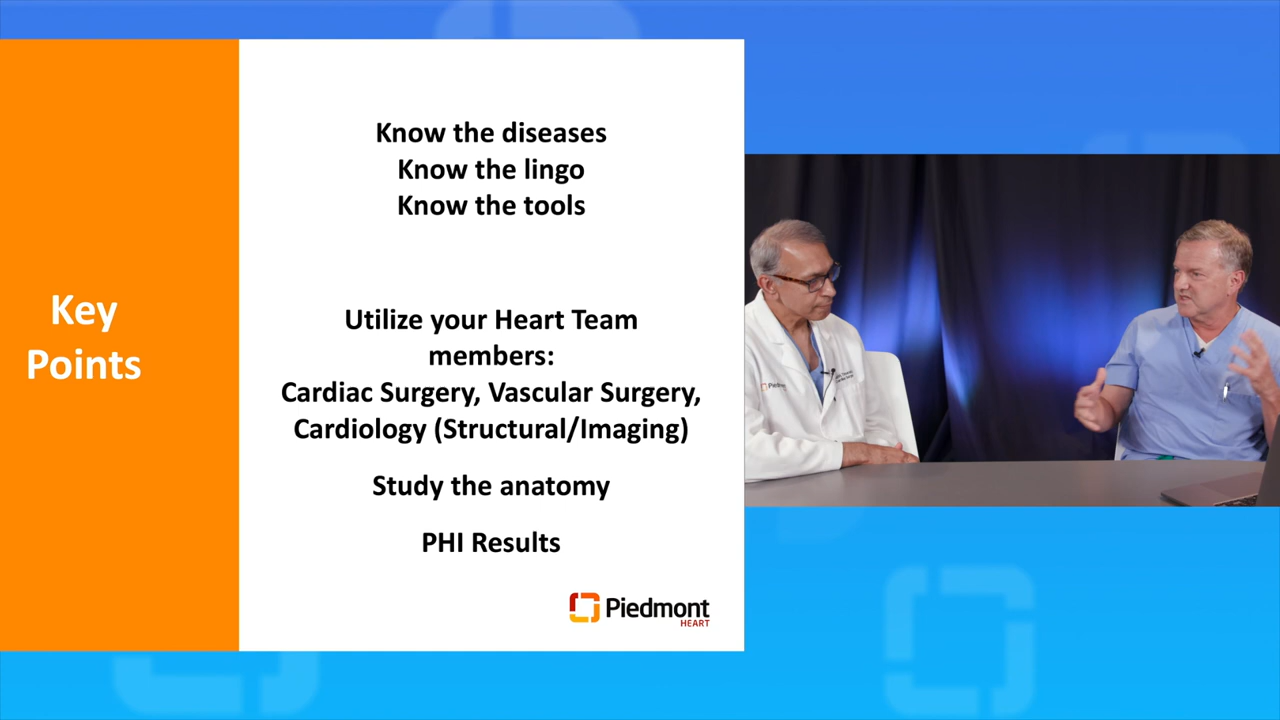 Key
Points
Know the diseases
Know the lingo
Know the tools
Utilize your Heart Team
members:
Cardiac Surgery, Vascular Surgery,
Cardiology (Structural/Imaging)
Study the anatomy
PHI Results
Piedmont
HEART
Piedmont